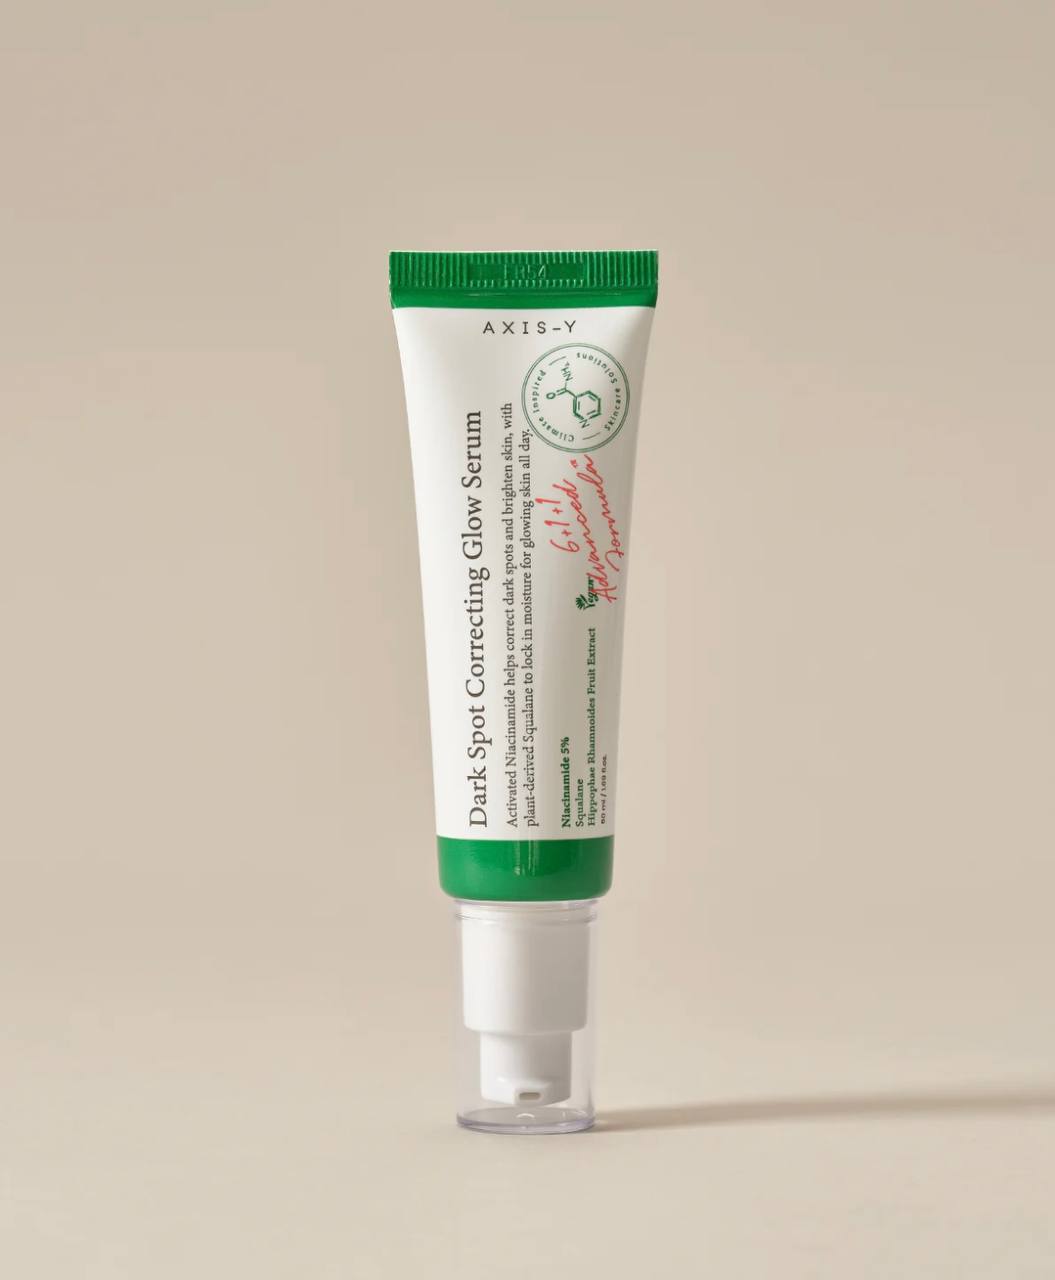 AXIS-Y
Climate Inspired
Skincare Solutions
NH₂
O
N
Dark Spot Correcting Glow Serum
Activated Niacinamide helps correct dark spots and brighten skin, with
plant-derived Squalane to lock in moisture for glowing skin all day.
6+1+1
Advanced
Formula
Vegan
Niacinamide 5%
Squalane
Hippophae Rhamnoides Fruit Extract